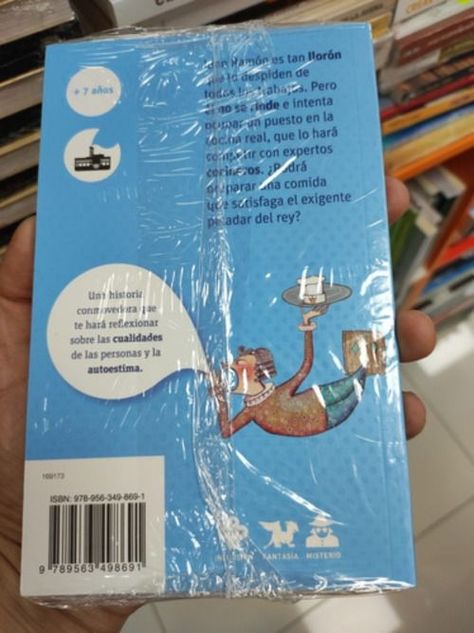 + 7 años
Juan Ramón es tan llorón
que lo despiden de
todos los trabajos. Pero
él no se rinde e intenta
ocupar un puesto en la
cocina real, que lo hará
competir con expertos
cocineros. ¿Podrá
preparar una comida
que satisfaga el exigente
paladar del rey?
Una historia
conmovedora que
te hará reflexionar
sobre las cualidades
de las personas y la
autoestima.
169173
ISBN: 978-956-349-869-1
9 789563 498691
FANTASÍA
MISTERIO